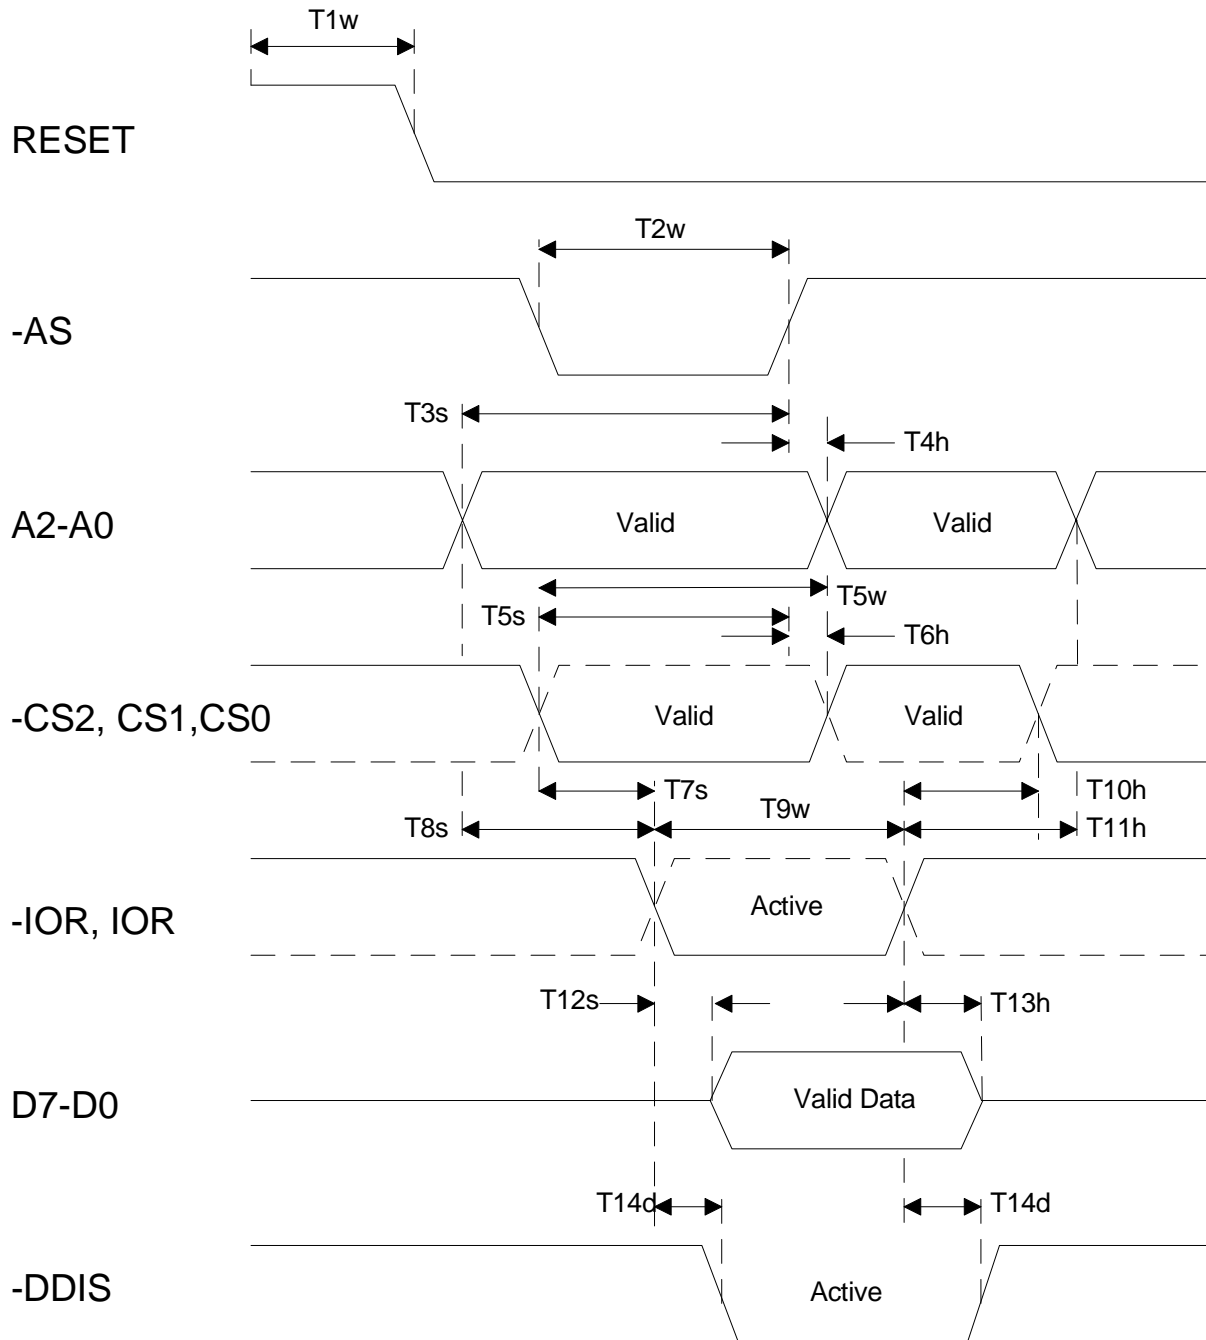 T1w
RESET
T2w
-AS
T3s
T4h
A2-A0
Valid
Valid
T5w
T5s
T6h
-CS2, CS1,CS0
Valid
Valid
T7s
T10h
T9w
T8s
T11h
-IOR, IOR
Active
T12s
T13h
D7-D0
Valid Data
T14d
T14d
-DDIS
Active